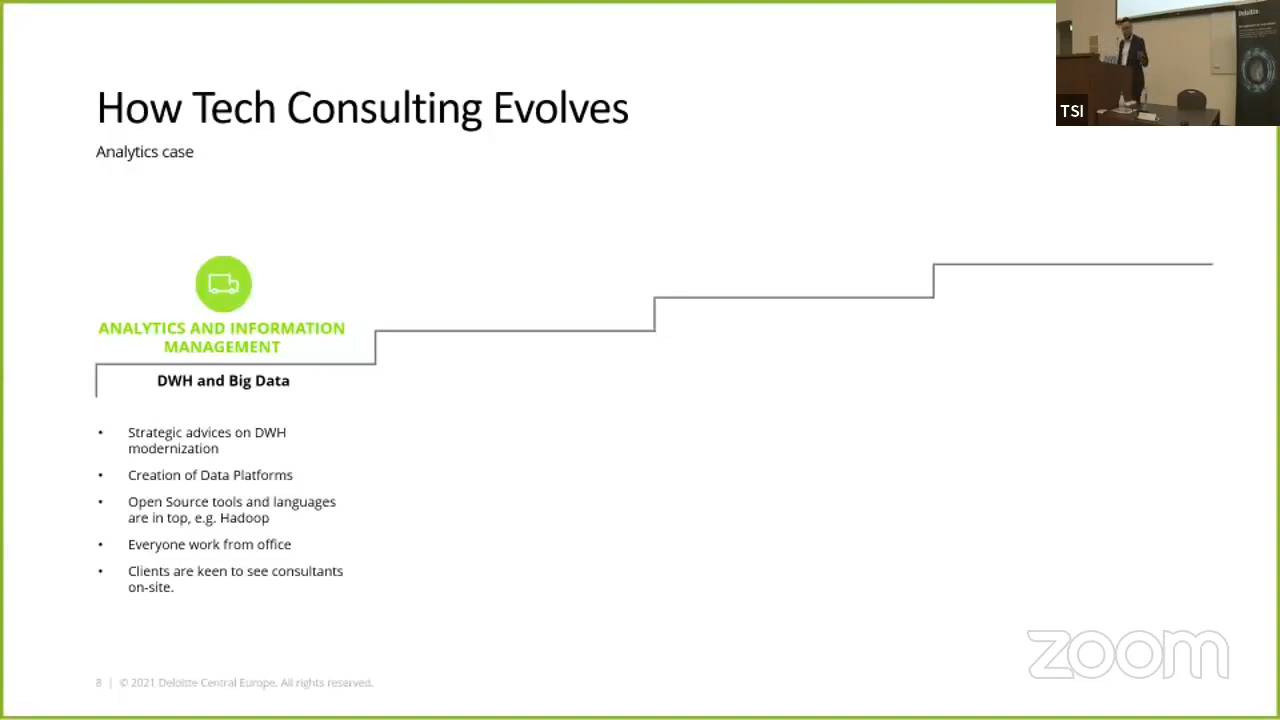 How Tech Consulting Evolves
Analytics case
TSI
Deloitte.
ANALYTICS AND INFORMATION
MANAGEMENT
DWH and Big Data
• Strategic advices on DWH
modernization
• Creation of Data Platforms
• Open Source tools and languages
are in top, e.g. Hadoop
• Everyone work from office
• Clients are keen to see consultants
on-site.
8 | © 2021 Deloitte Central Europe. All rights reserved.
zoom